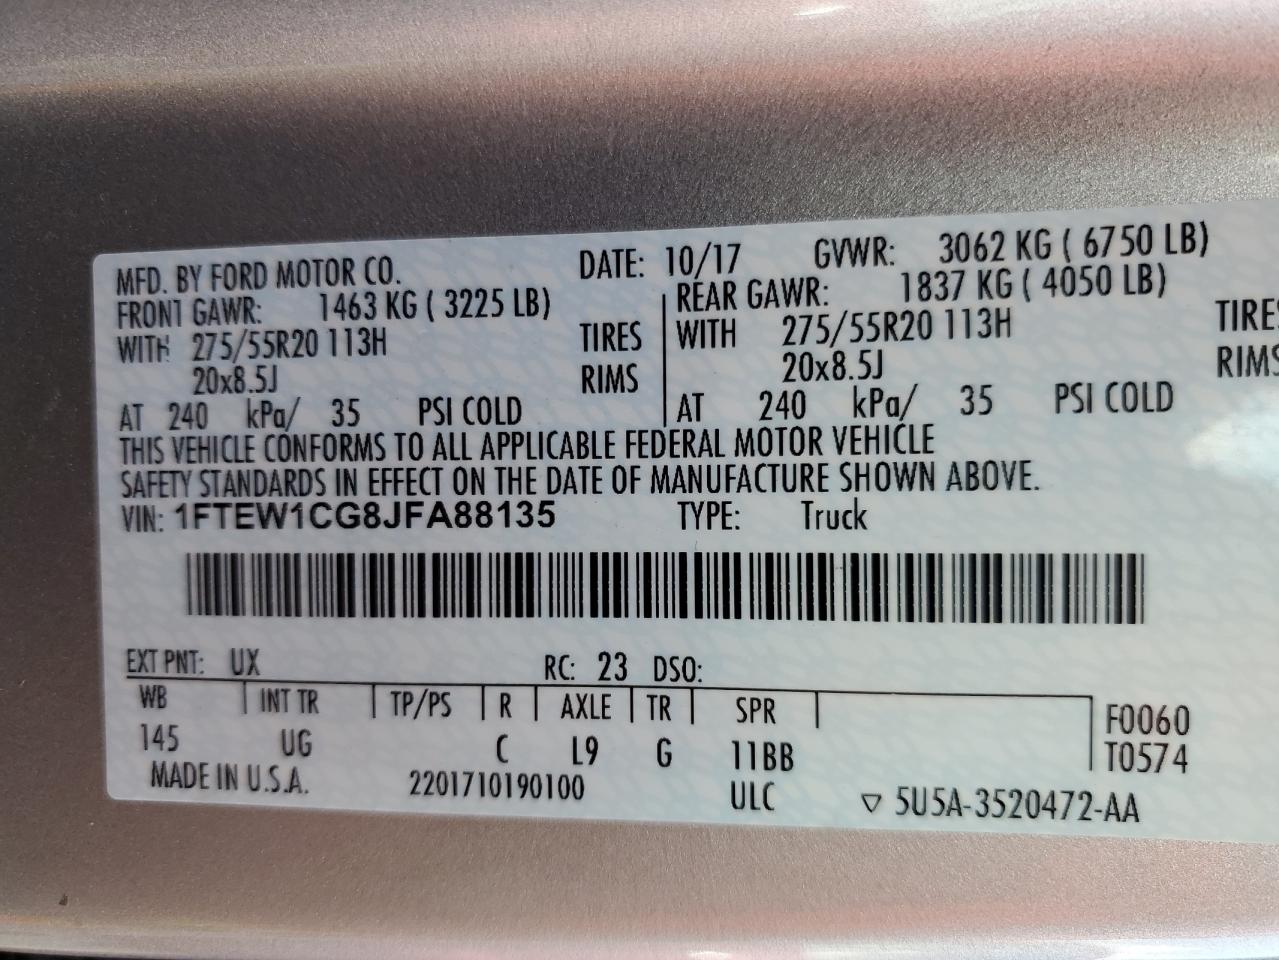 MFD. BY FORD MOTOR CO. DATE: 10/17 GVWR: 3062 KG ( 6750 LB)
FRONT GAWR: 1463 KG ( 3225 LB) REAR GAWR: 1837 KG ( 4050 LB)
WITH 275/55R20 113H TIRES WITH 275/55R20 113H TIRES
20x8.5J RIMS 20x8.5J RIMS
AT 240 kPa/ 35 PSI COLD AT 240 kPa/ 35 PSI COLD
THIS VEHICLE CONFORMS TO ALL APPLICABLE FEDERAL MOTOR VEHICLE
SAFETY STANDARDS IN EFFECT ON THE DATE OF MANUFACTURE SHOWN ABOVE.
VIN: 1FTEW1CG8JFA88135 TYPE: Truck
EXT PNT: UX RC: 23 DSO:
WB INT TR TP/PS R AXLE TR SPR F0060
145 UG C L9 G 11BB T0574
MADE IN U.S.A. 2201710190100 ULC ▽ 5U5A-3520472-AA